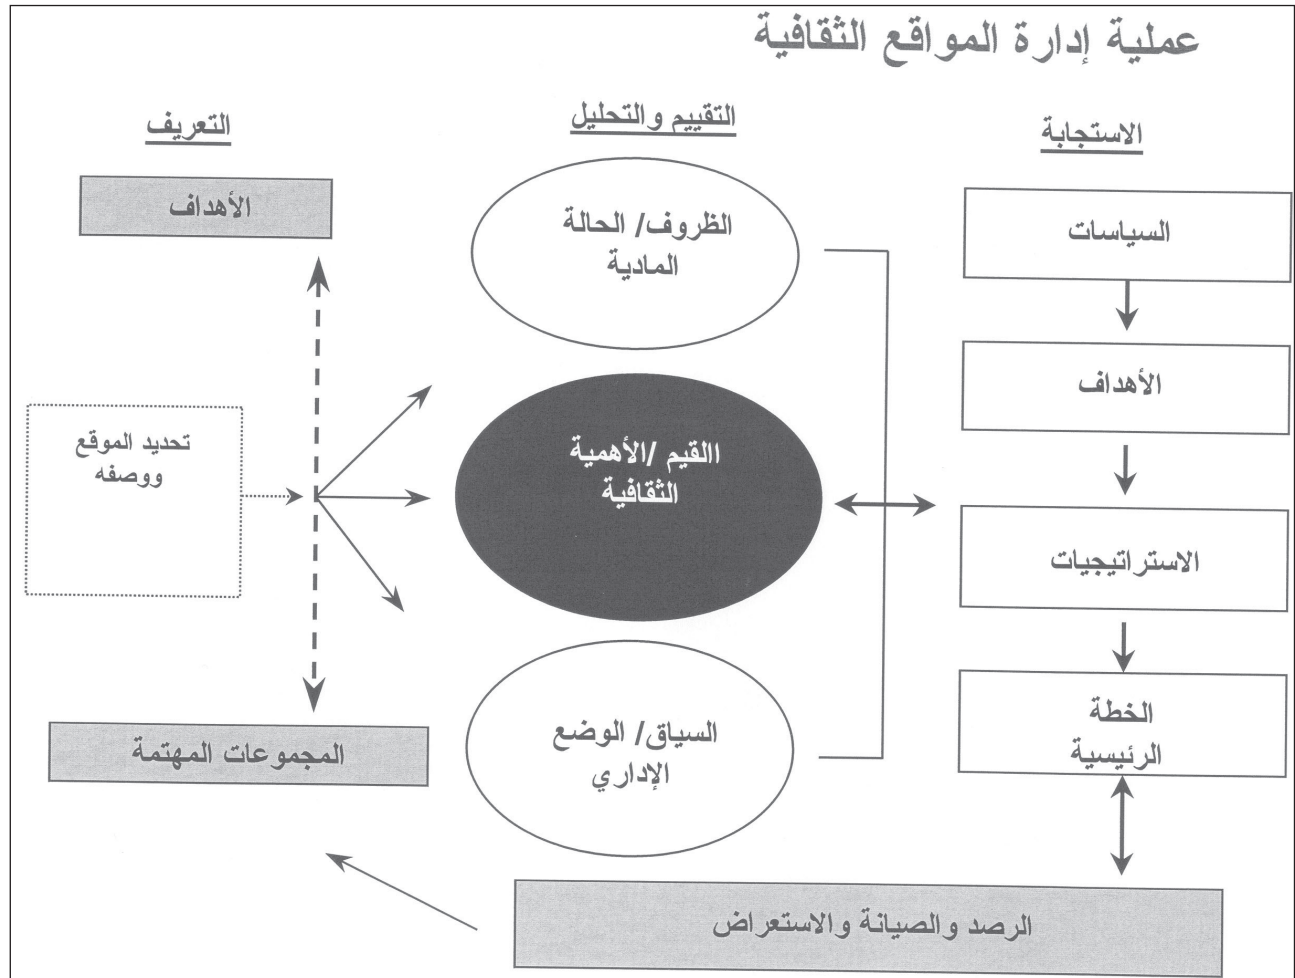 عملية إدارة المواقع الثقافية
الاستجابة
التقييم والتحليل
التعريف
السياسات
الأهداف
الاستراتيجيات
الخطة
الرئيسية
الظروف/ الحالة
المادية
االقيم /الأهمية
الثقافية
السياق/ الوضع
الإداري
الأهداف
تحديد الموقع
ووصفه
المجموعات المهتمة
الرصد والصيانة والاستعراض